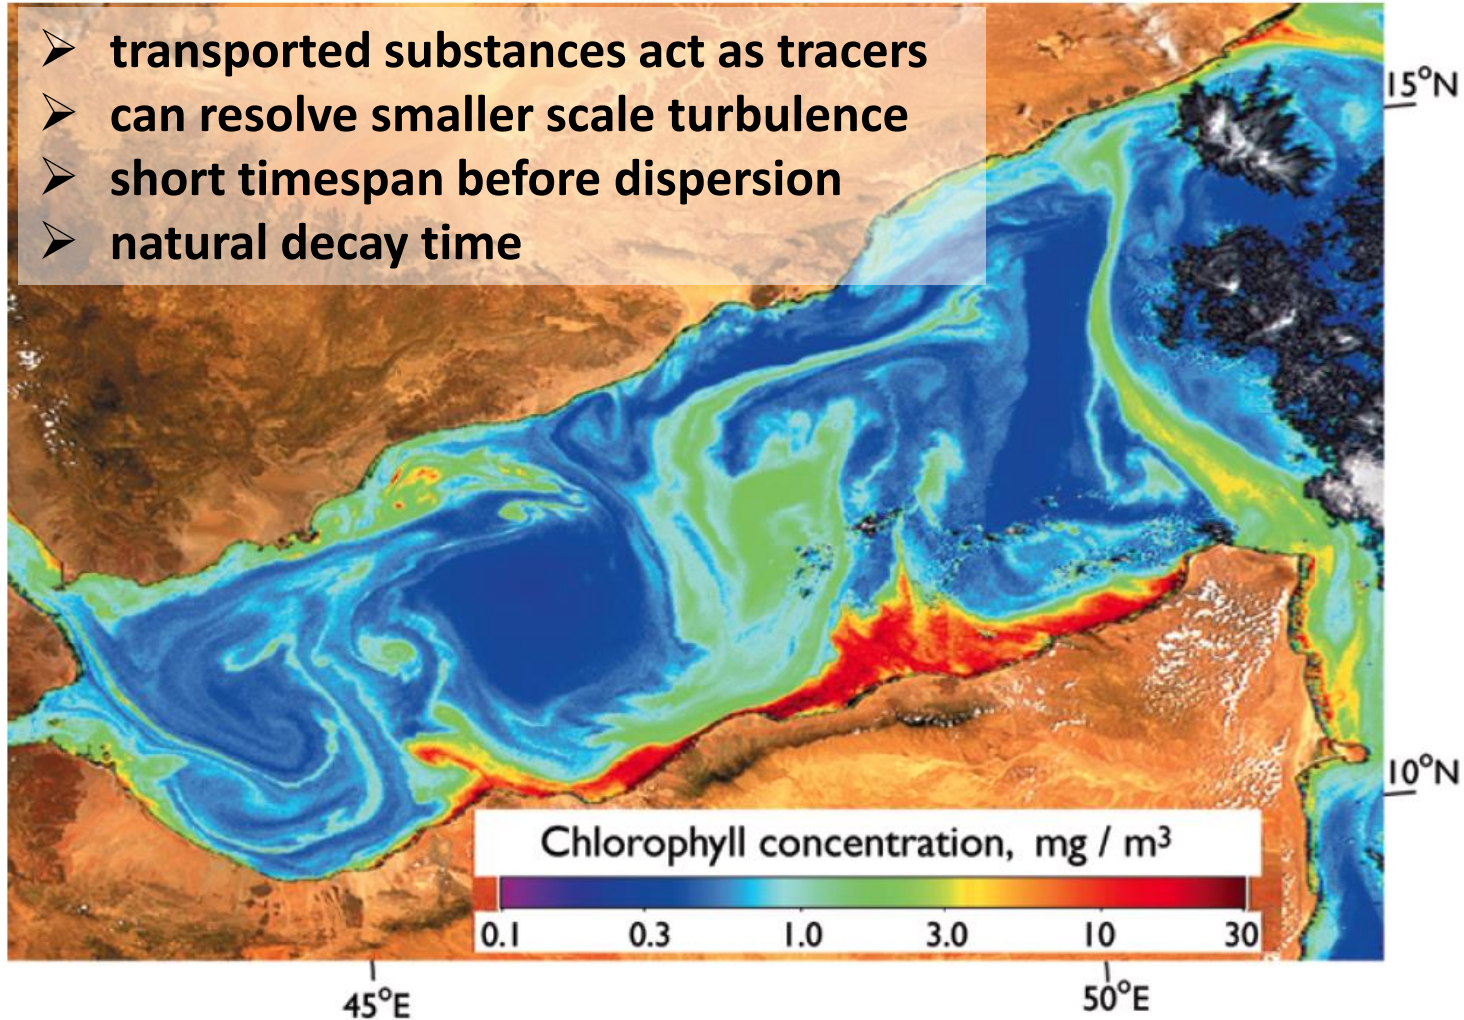 ➢ transported substances act as tracers
➢ can resolve smaller scale turbulence
➢ short timespan before dispersion
➢ natural decay time
15°N
10°N
Chlorophyll concentration, mg / m³
0.1 0.3 1.0 3.0 10 30
45°E 50°E